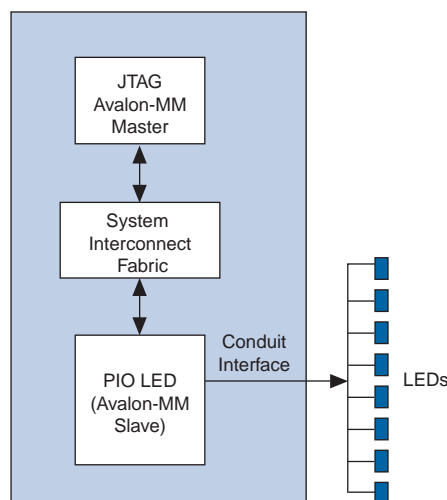 JTAG
Avalon-MM
Master
System
Interconnect
Fabric
PIO LED
(Avalon-MM
Slave)
Conduit
Interface
LEDs